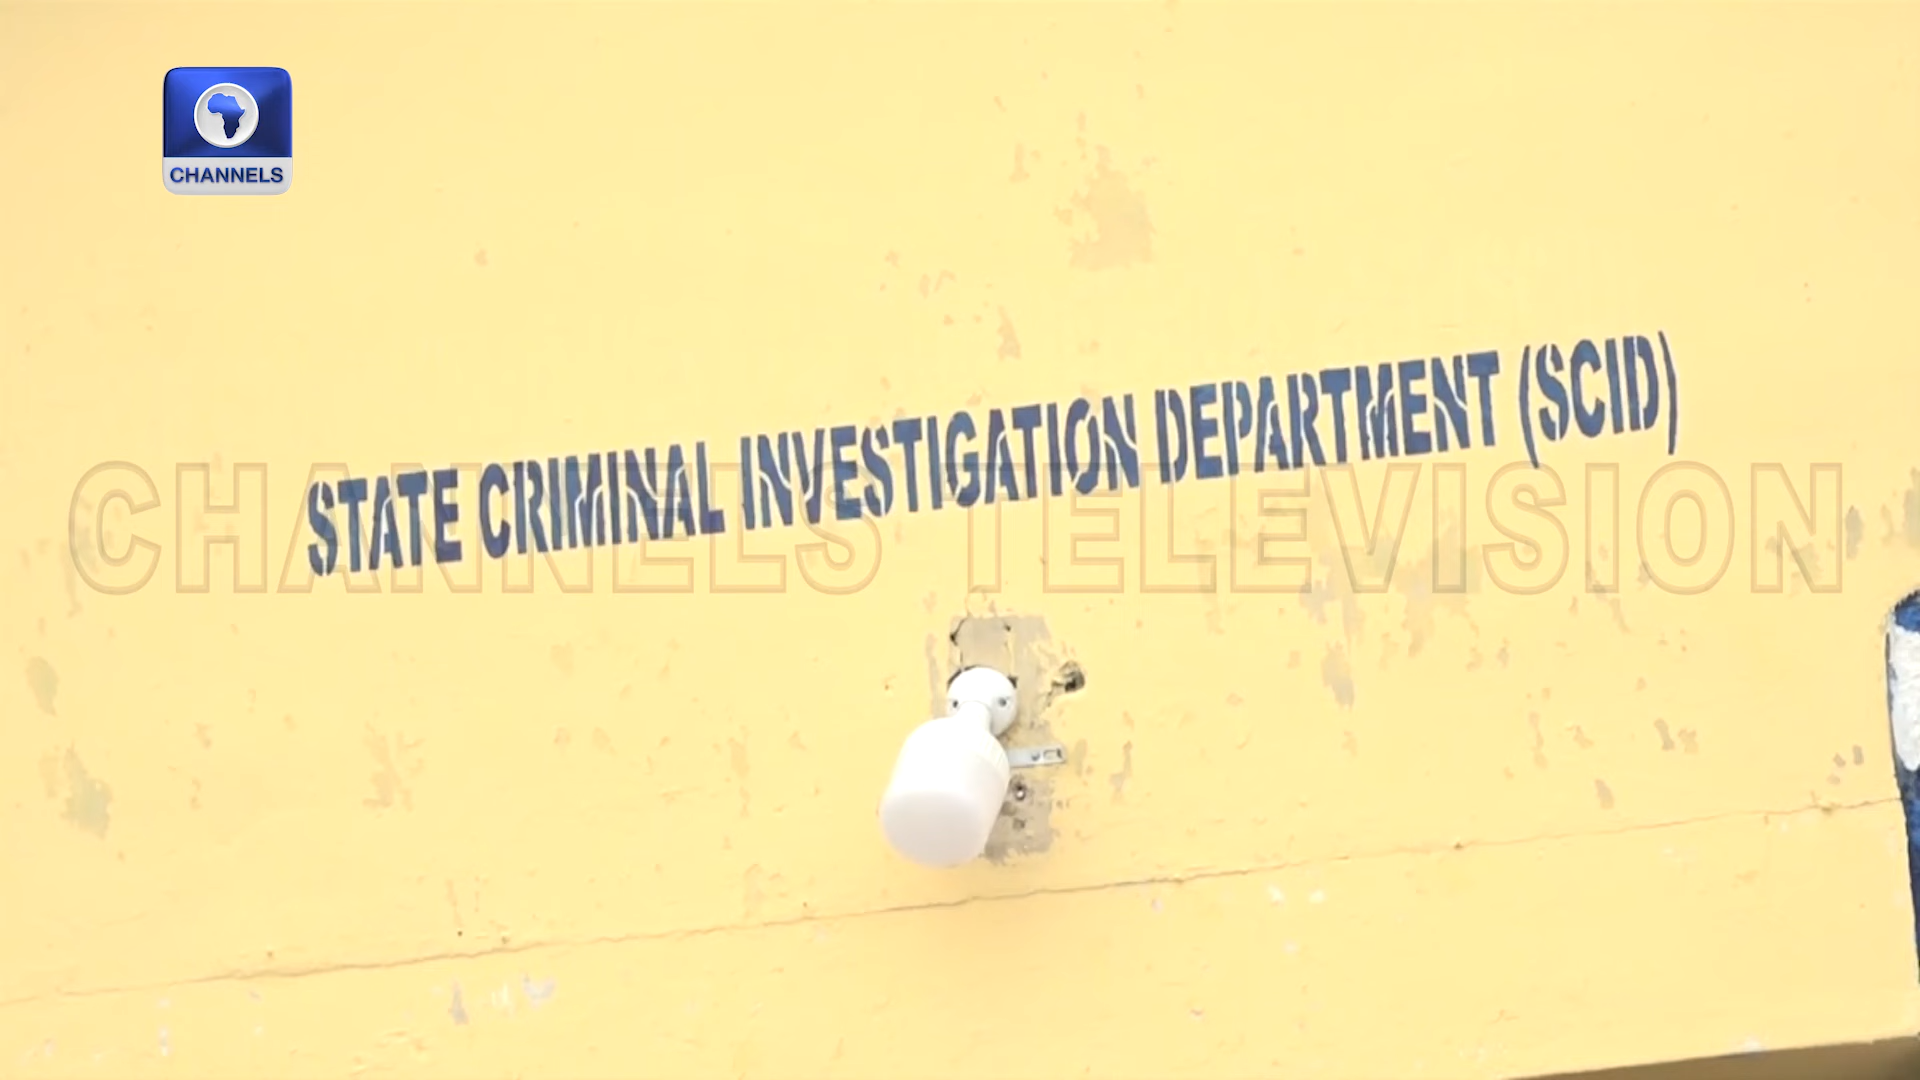 CHANNELS
STATE CRIMINAL INVESTIGATION DEPARTMENT (SCID)
CHANNELS TELEVISION